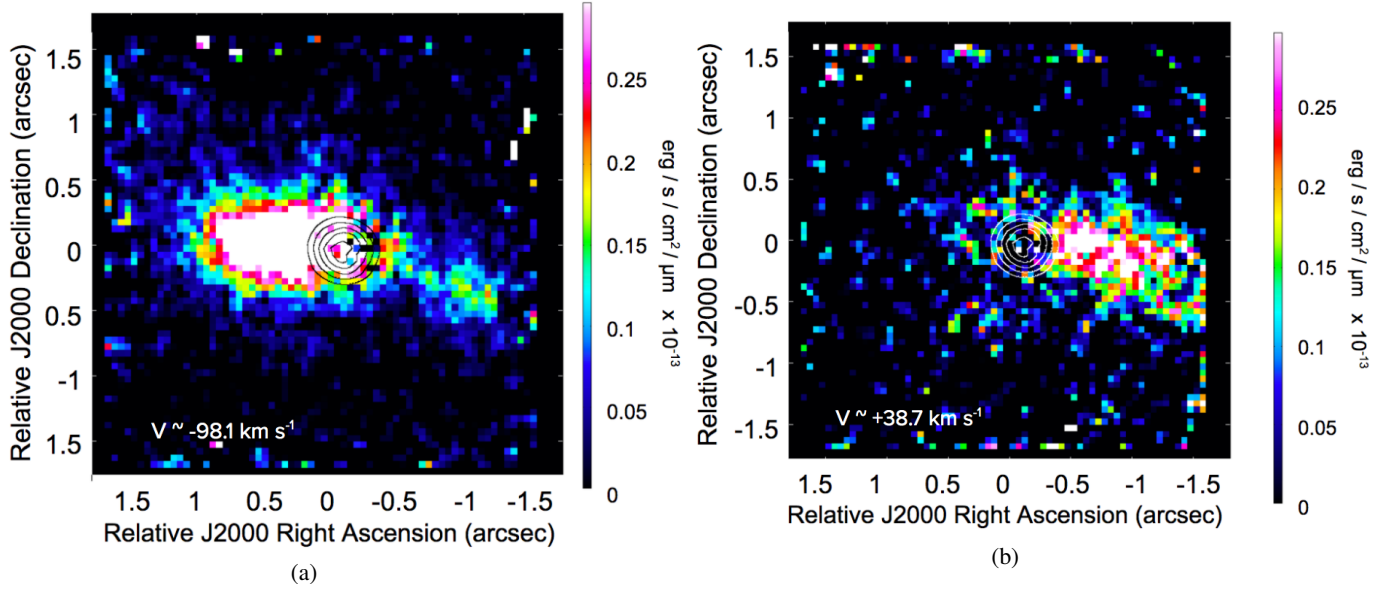 1.5
1
0.5
0
0.5
-1
1.5
Relative J2000 Declination (arcsec)
V ~ -98.1 km s⁻¹
1.5 1 0.5 0 -0.5 -1 -1.5
Relative J2000 Right Ascension (arcsec)
0.25
0.2
0.15
0.1
0.05
0
erg / s / cm² / μm x 10⁻¹³
(a)
1.5
1
0.5
0
-0.5
-1
-1.5
Relative J2000 Declination (arcsec)
V ~ +38.7 km s⁻¹
1.5 1 0.5 0 -0.5 -1 -1.5
Relative J2000 Right Ascension (arcsec)
0.25
0.2
0.15
0.1
0.05
0
erg / s / cm² / μm x 10⁻¹³
(b)